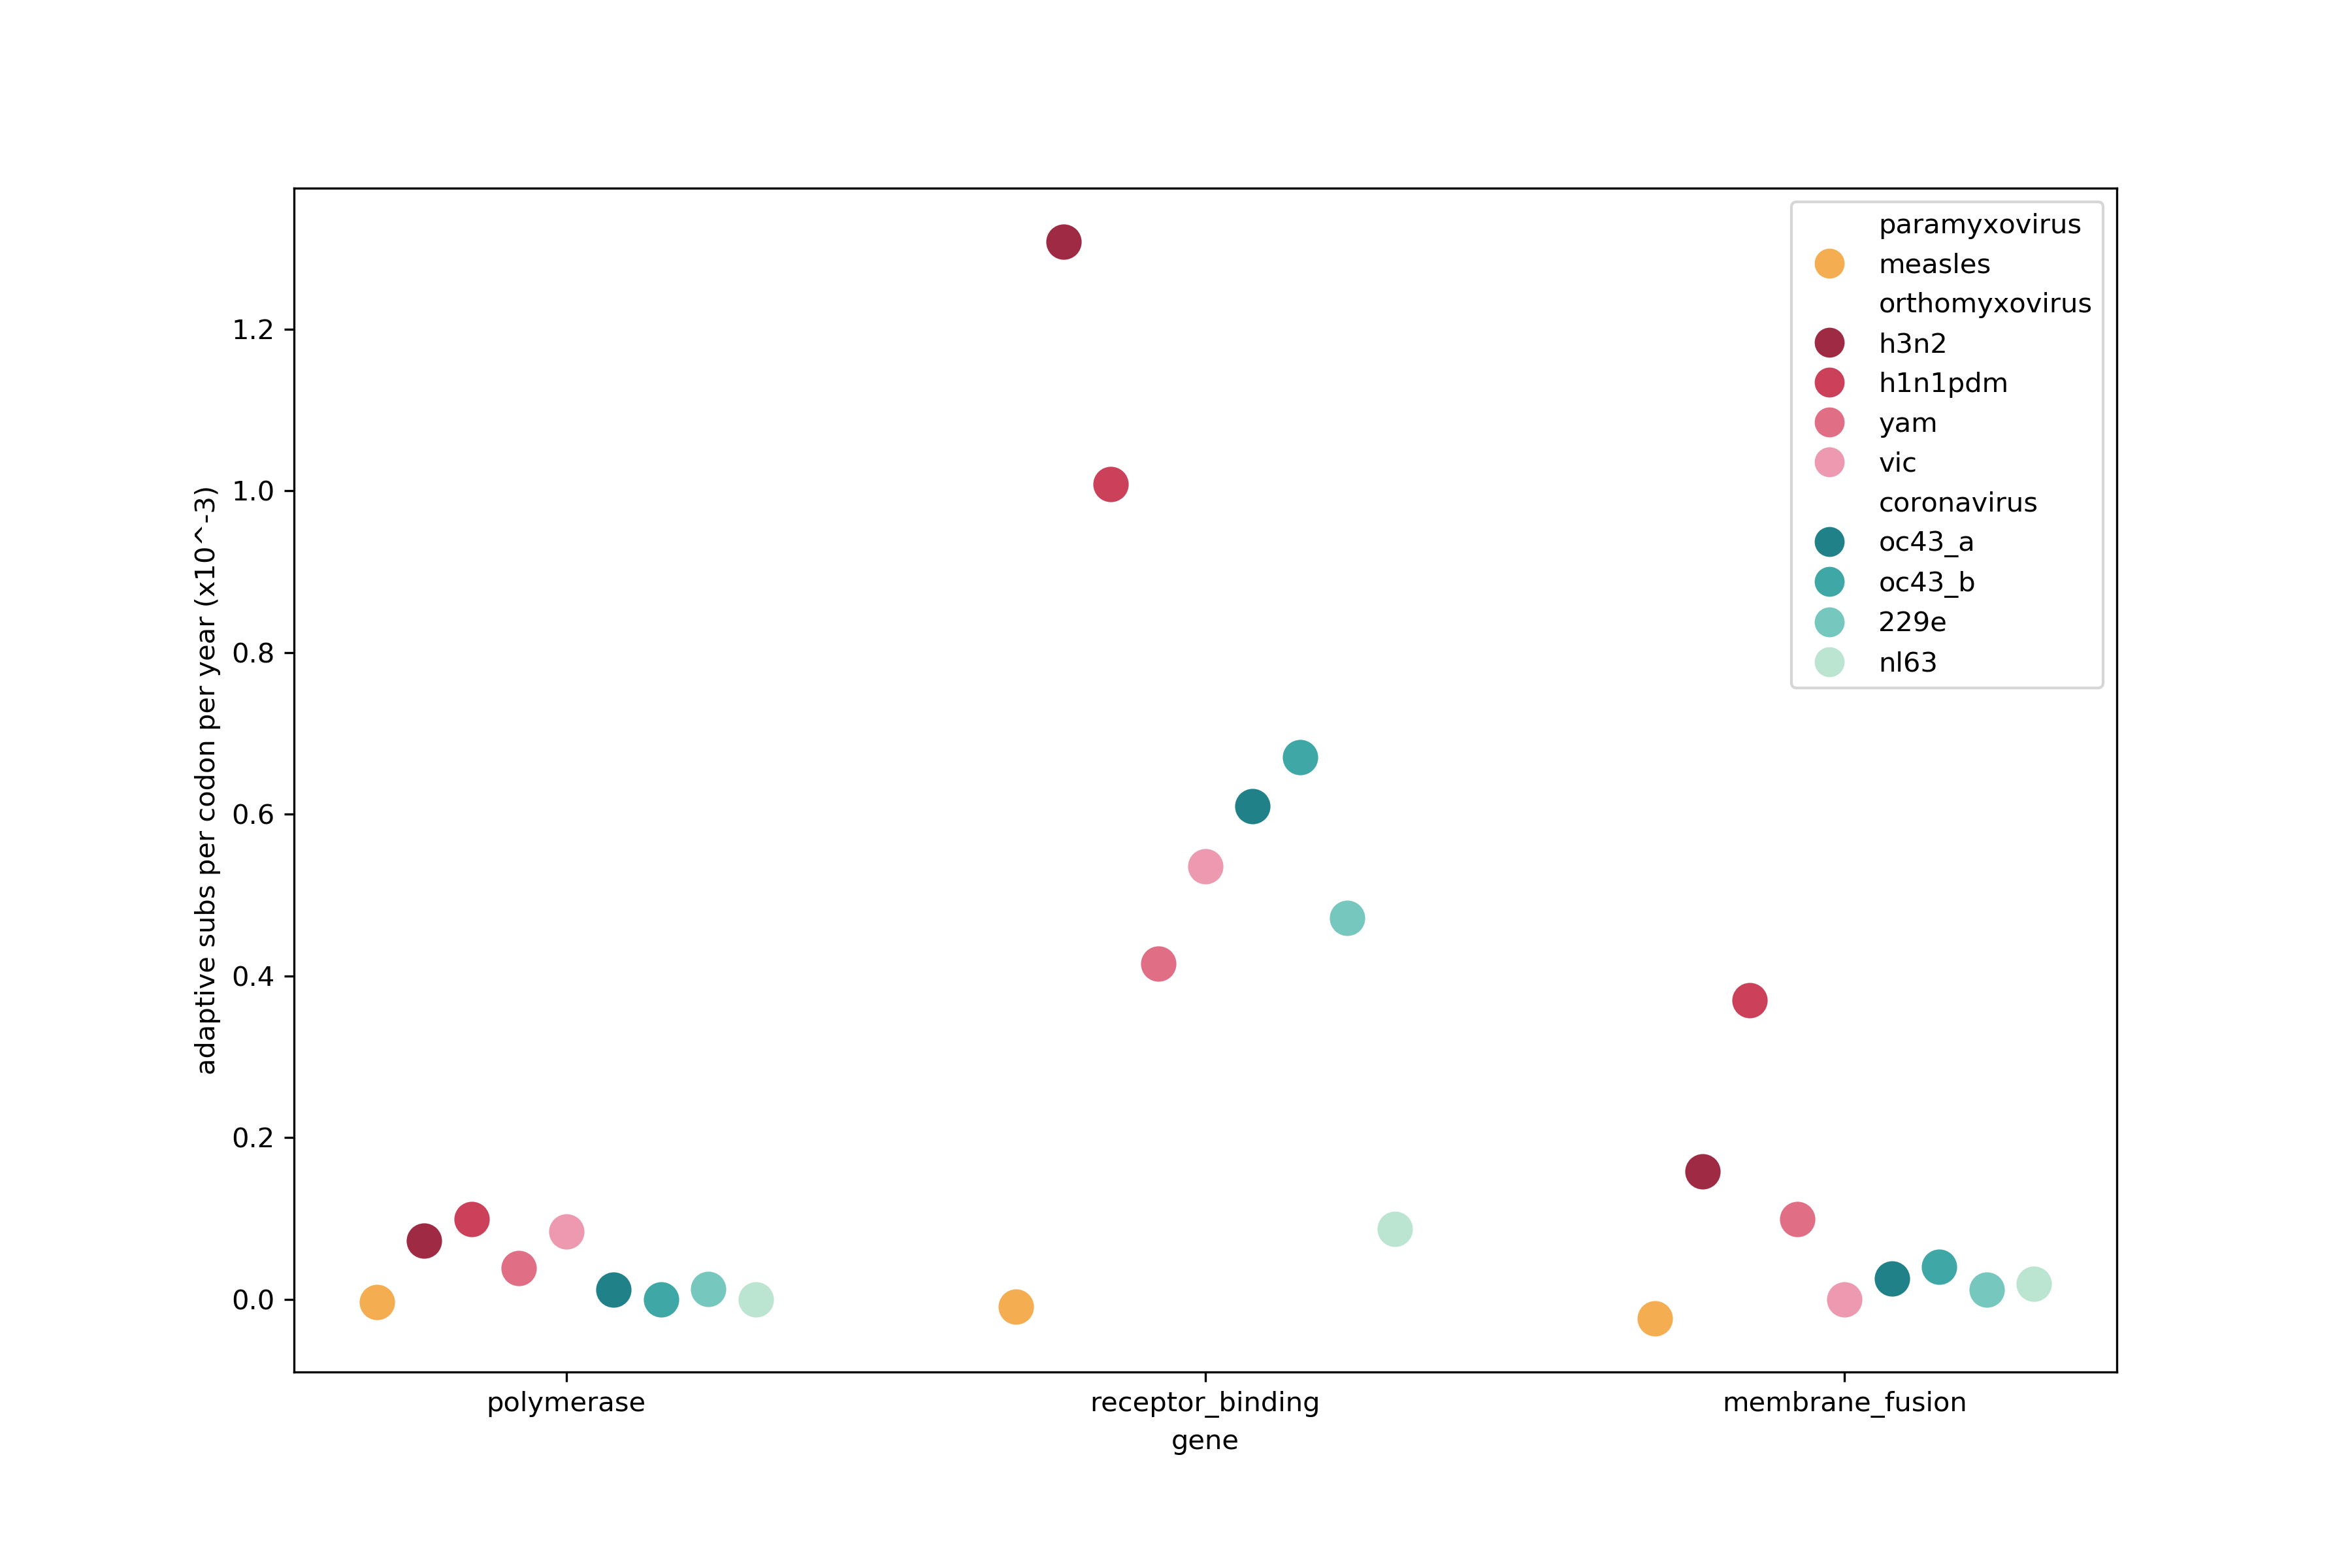 paramyxovirus
measles
orthomyxovirus
h3n2
h1n1pdm
yam
vic
coronavirus
oc43_a
oc43_b
229e
nl63
adaptive subs per codon per year (x10^-3)
1.2
1.0
0.8
0.6
0.4
0.2
0.0
polymerase receptor_binding membrane_fusion
gene